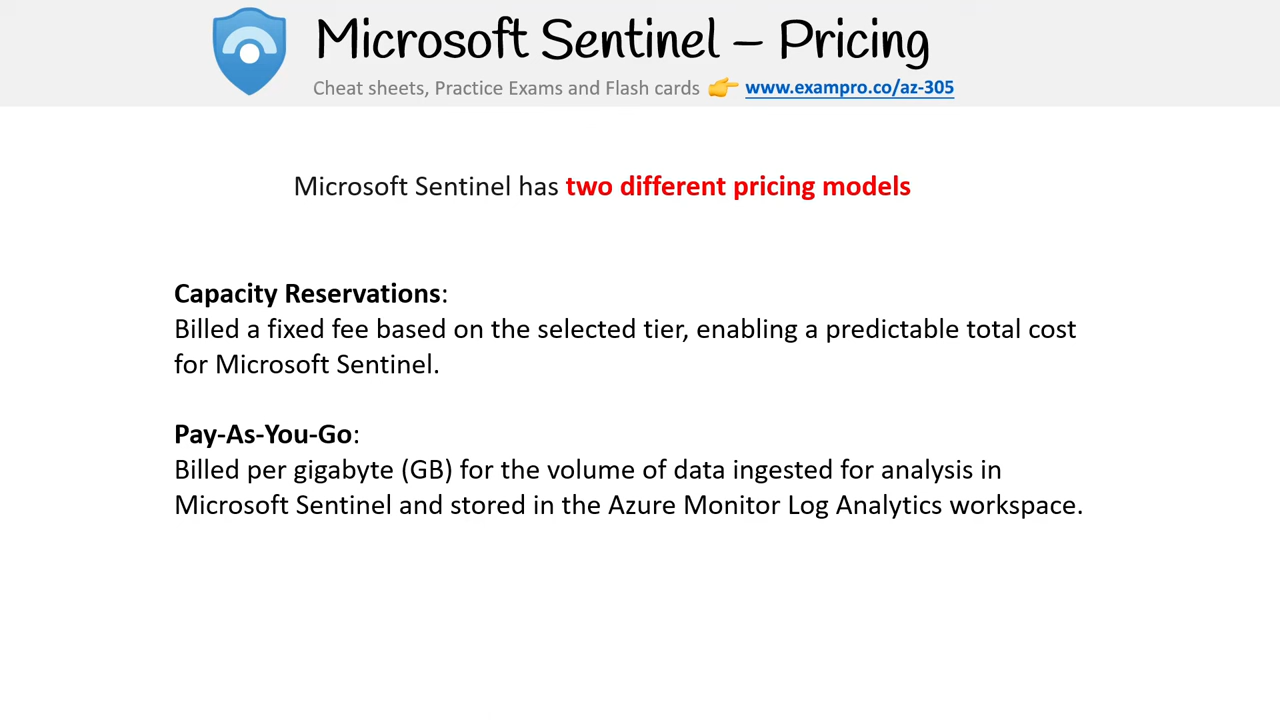 Microsoft Sentinel – Pricing
Cheat sheets, Practice Exams and Flash cards 👉 www.exampro.co/az-305
Microsoft Sentinel has two different pricing models
Capacity Reservations:
Billed a fixed fee based on the selected tier, enabling a predictable total cost
for Microsoft Sentinel.
Pay-As-You-Go:
Billed per gigabyte (GB) for the volume of data ingested for analysis in
Microsoft Sentinel and stored in the Azure Monitor Log Analytics workspace.